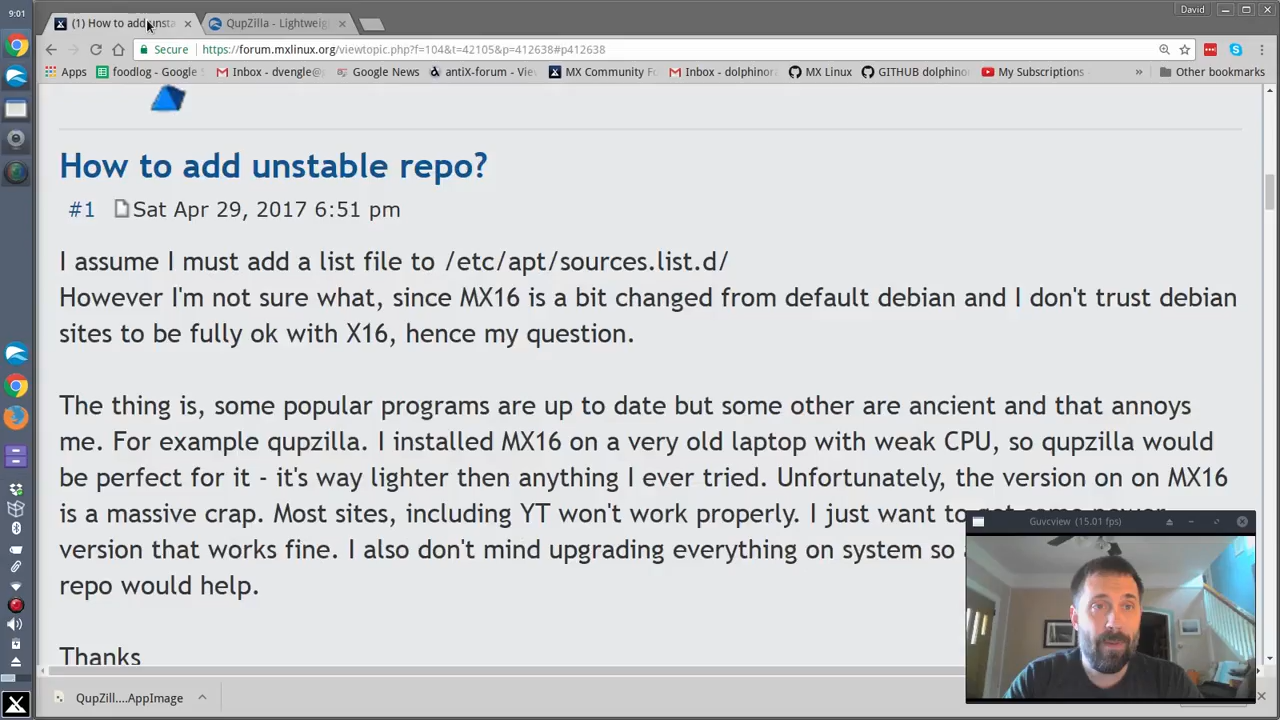 9:01
(1) How to add unsta
QupZilla - Lightweigh
David
Secure
https://forum.mxlinux.org/viewtopic.php?f=104&t=42105&p=412638#p412638
Apps
foodlog - Google
Inbox - dvengle@
Google News
antiX-forum - Vie
MX Community Fo
Inbox - dolphinor
MX Linux
GITHUB dolphino
My Subscriptions
»
Other bookmarks
How to add unstable repo?
#1 Sat Apr 29, 2017 6:51 pm
I assume I must add a list file to /etc/apt/sources.list.d/
However I'm not sure what, since MX16 is a bit changed from default debian and I don't trust debian
sites to be fully ok with X16, hence my question.
The thing is, some popular programs are up to date but some other are ancient and that annoys
me. For example qupzilla. I installed MX16 on a very old laptop with weak CPU, so qupzilla would
be perfect for it - it's way lighter then anything I ever tried. Unfortunately, the version on on MX16
is a massive crap. Most sites, including YT won't work properly. I just want to
version that works fine. I also don't mind upgrading everything on system so
repo would help.
Thanks
Guvcview (15.01 fps)
QupZill....AppImage